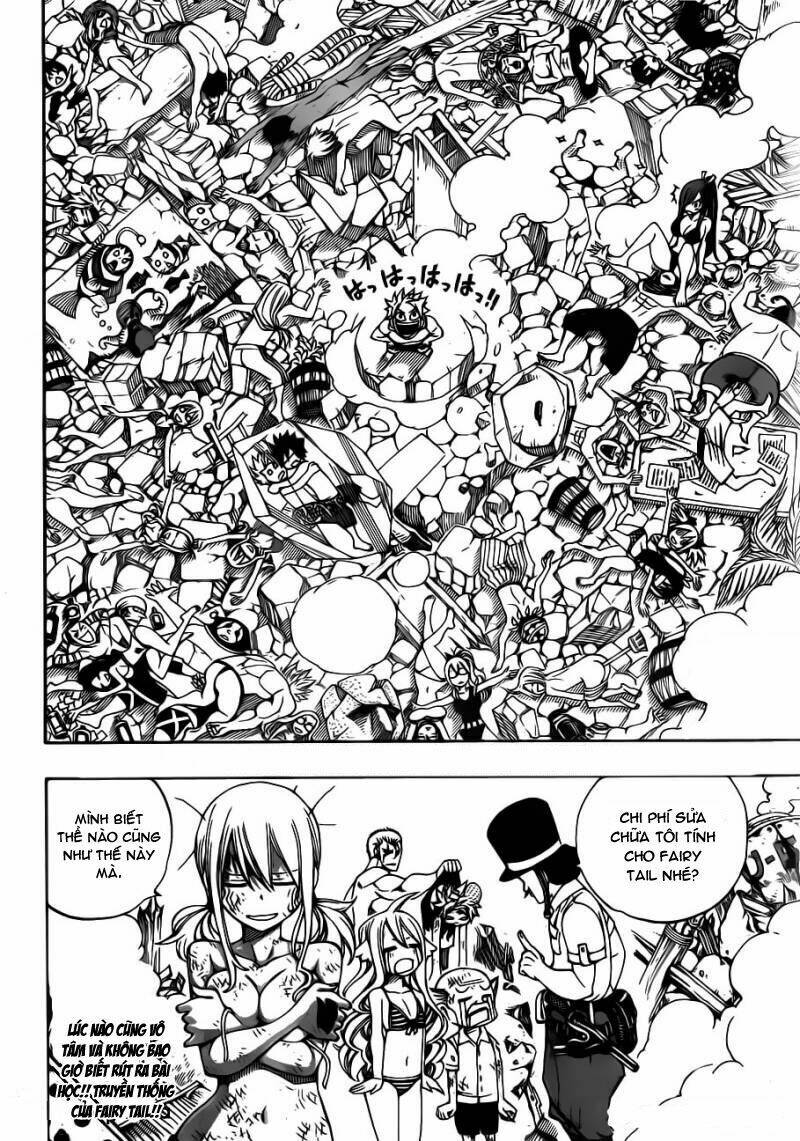 はっはっはっはっ!!
CHI PHÍ SỬA
CHỮA TÔI TÍNH
CHO FAIRY
TAIL NHÉ?
MÌNH BIẾT
THỂ NÀO CŨNG
NHƯ THẾ NÀY
MÀ.
LÚC NÀO CŨNG VÔ
TÂM VÀ KHÔNG BAO
GIỜ BIẾT RÚT RA BÀI
HỌC!! TRUYỀN THỐNG
CỦA FAIRY TAIL!!